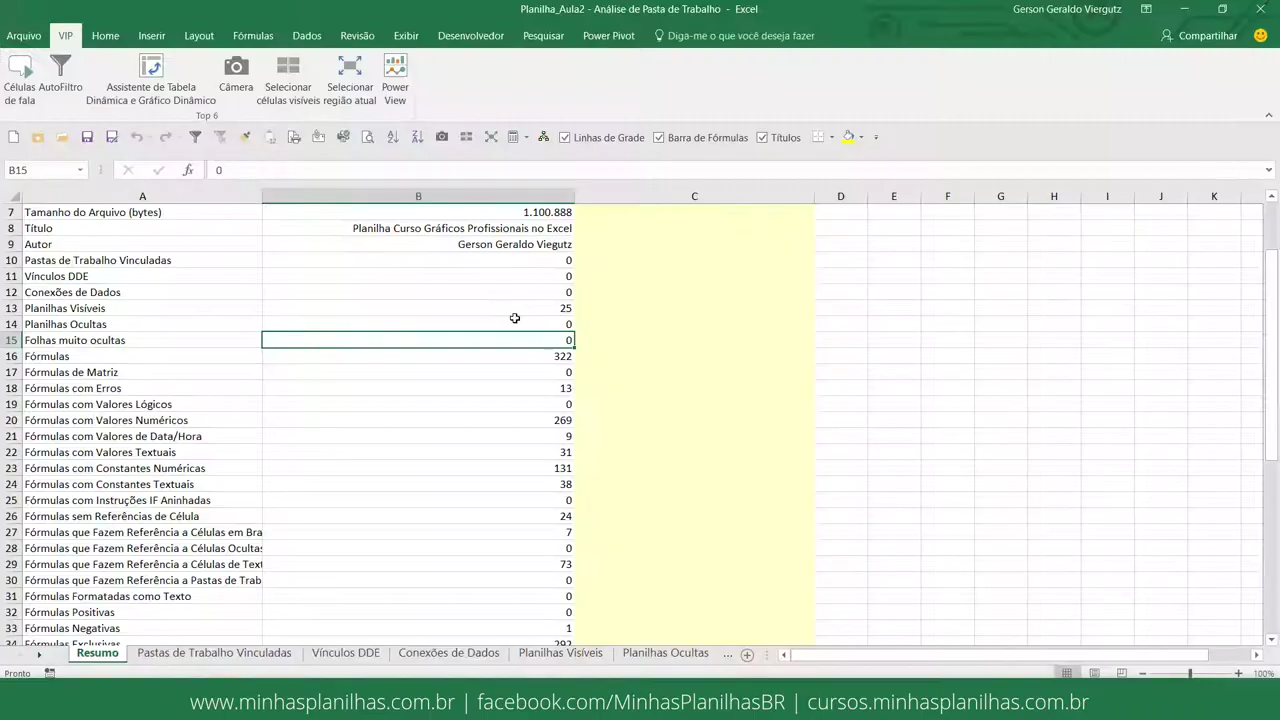 Planilha_Aula2 - Análise de Pasta de Trabalho - Excel
Gerson Geraldo Viergutz
Arquivo VIP Home Inserir Layout Fórmulas Dados Revisão Exibir Desenvolvedor Pesquisar Power Pivot Diga-me o que você deseja fazer Compartilhar
Células de fala
AutoFiltro
Assistente de Tabela Dinâmica e Gráfico Dinâmico
Câmera
Selecionar células visíveis
Selecionar região atual
Power View
Top 6
Linhas de Grade Barra de Fórmulas Títulos
B15 fx 0
A B C D E F G H I J K
7 Tamanho do Arquivo (bytes) 1.100.888
8 Título Planilha Curso Gráficos Profissionais no Excel
9 Autor Gerson Geraldo Viegutz
10 Pastas de Trabalho Vinculadas 0
11 Vínculos DDE 0
12 Conexões de Dados 0
13 Planilhas Visíveis 25
14 Planilhas Ocultas 0
15 Folhas muito ocultas 0
16 Fórmulas 322
17 Fórmulas de Matriz 0
18 Fórmulas com Erros 13
19 Fórmulas com Valores Lógicos 0
20 Fórmulas com Valores Numéricos 269
21 Fórmulas com Valores de Data/Hora 9
22 Fórmulas com Valores Textuais 31
23 Fórmulas com Constantes Numéricas 131
24 Fórmulas com Constantes Textuais 38
25 Fórmulas com Instruções IF Aninhadas 0
26 Fórmulas sem Referências de Célula 24
27 Fórmulas que Fazem Referência a Células em Bra 7
28 Fórmulas que Fazem Referência a Células Ocultas 0
29 Fórmulas que Fazem Referência a Células de Text 73
30 Fórmulas que Fazem Referência a Pastas de Trab 0
31 Fórmulas Formatadas como Texto 0
32 Fórmulas Positivas 0
33 Fórmulas Negativas 1
34 Fórmulas Exclusivas 292
Resumo Pastas de Trabalho Vinculadas Vínculos DDE Conexões de Dados Planilhas Visíveis Planilhas Ocultas ...
Pronto 100%
www.minhasplanilhas.com.br | facebook.com/MinhasPlanilhasBR | cursos.minhasplanilhas.com.br